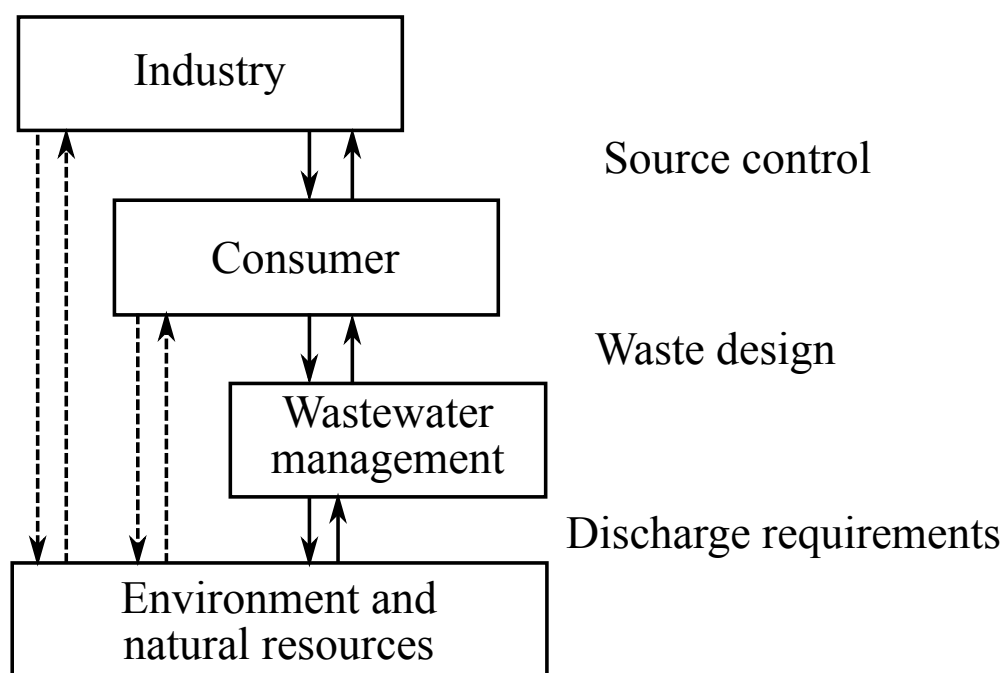 Industry
Source control
Consumer
Waste design
Wastewater
management
Discharge requirements
Environment and
natural resources